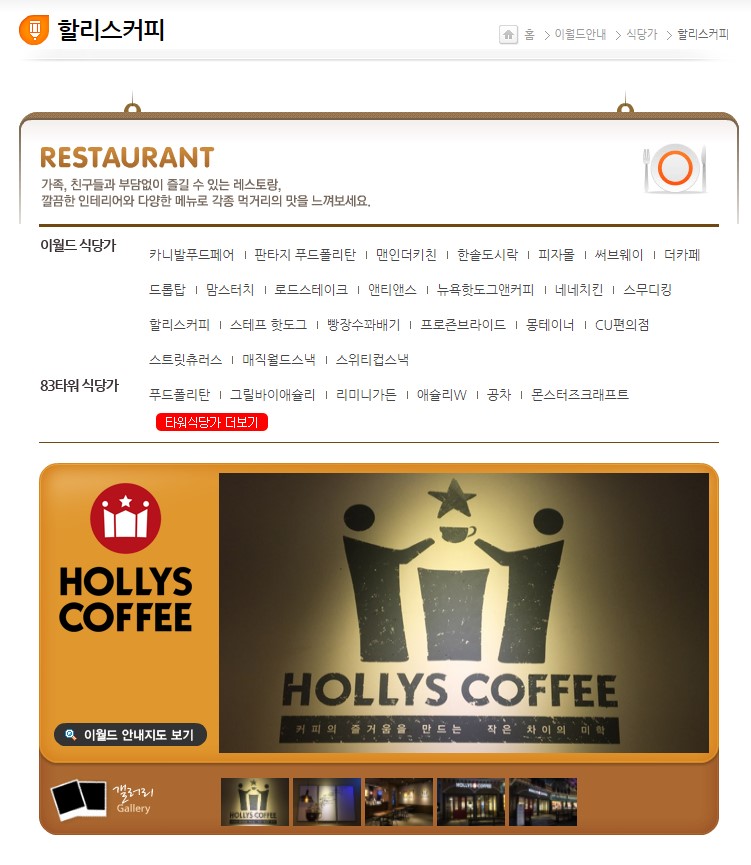 할리스커피
홈 > 이월드안내 > 식당가 > 할리스커피
RESTAURANT
가족, 친구들과 부담없이 즐길 수 있는 레스토랑,
깔끔한 인테리어와 다양한 메뉴로 각종 먹거리의 맛을 느껴보세요.
이월드 식당가
카니발푸드페어 | 판타지 푸드폴리탄 | 맨인더키친 | 한솥도시락 | 피자몰 | 써브웨이 | 더카페
드롭탑 | 맘스터치 | 로드스테이크 | 앤티앤스 | 뉴욕핫도그앤커피 | 네네치킨 | 스무디킹
할리스커피 | 스테프 핫도그 | 빵장수꽈배기 | 프로즌브라이드 | 몽테이너 | CU편의점
스트릿츄러스 | 매직월드스낵 | 스위티컵스낵
83타워 식당가
푸드폴리탄 | 그릴바이애슐리 | 리미니가든 | 애슐리W | 공차 | 몬스터즈크래프트
타워식당가 더보기
HOLLYS
COFFEE
HOLLYS COFFEE
커피의 즐거움을 만드는 작은 차이의 미학
이월드 안내지도 보기
갤러리
Gallery
HOLLYS COFFEE
HOLLYS COFFEE